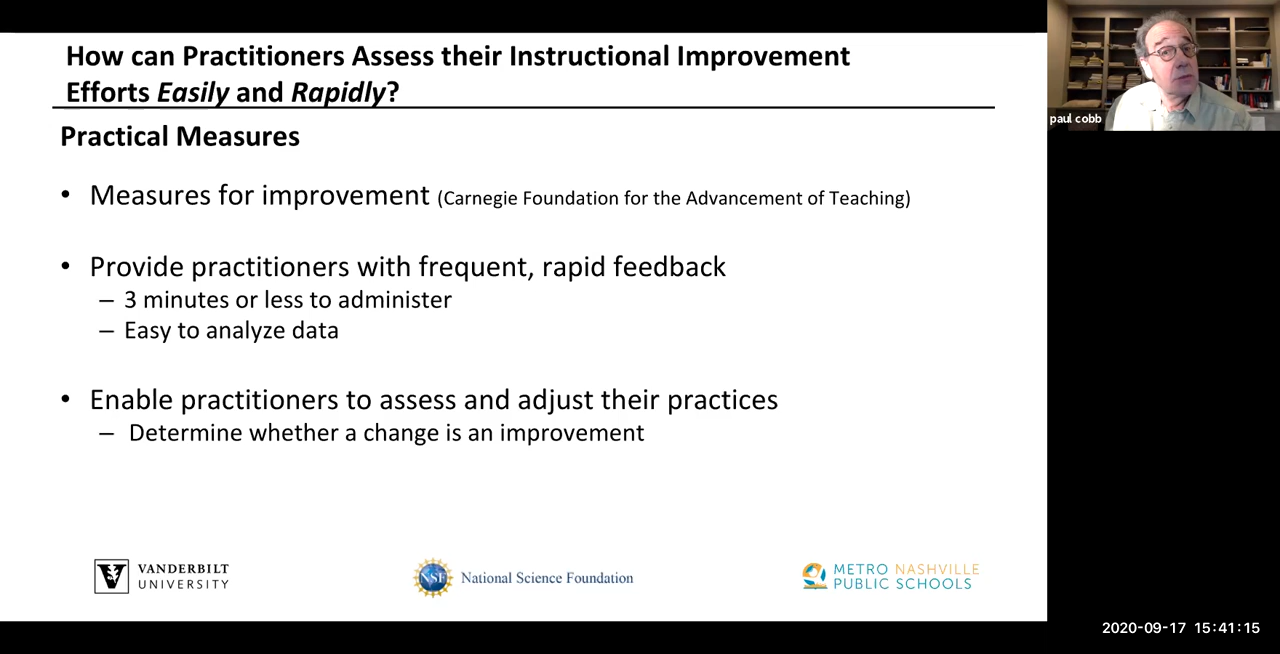 How can Practitioners Assess their Instructional Improvement
Efforts Easily and Rapidly?
Practical Measures
• Measures for improvement (Carnegie Foundation for the Advancement of Teaching)
• Provide practitioners with frequent, rapid feedback
– 3 minutes or less to administer
– Easy to analyze data
• Enable practitioners to assess and adjust their practices
– Determine whether a change is an improvement
V VANDERBILT
UNIVERSITY
NSF National Science Foundation
METRO NASHVILLE
PUBLIC SCHOOLS
paul cobb
2020-09-17 15:41:15